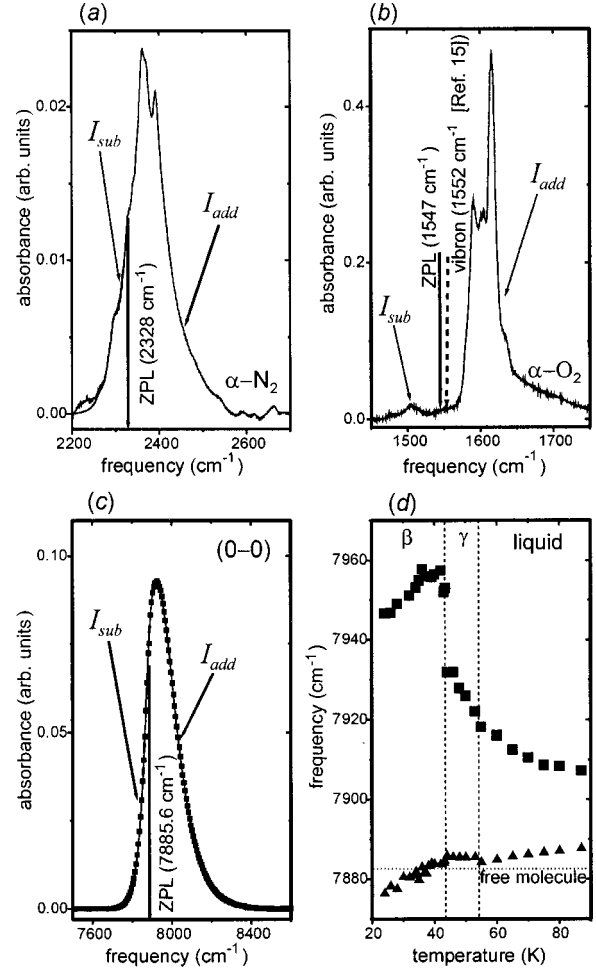 (a)
absorbance (arb. units)
0.02
0.01
0.00
I_sub
I_add
ZPL (2328 cm⁻¹)
α–N₂
2200 2400 2600
frequency (cm⁻¹)
(b)
absorbance (arb. units)
0.4
0.2
0.0
I_sub
ZPL (1547 cm⁻¹)
vibron (1552 cm⁻¹ [Ref. 15])
I_add
α–O₂
1500 1600 1700
frequency (cm⁻¹)
(c)
absorbance (arb. units)
0.10
0.05
0.00
(0–0)
I_sub
I_add
ZPL (7885.6 cm⁻¹)
7600 8000 8400
frequency (cm⁻¹)
(d)
frequency (cm⁻¹)
7960
7940
7920
7900
7880
β γ liquid
free molecule
20 40 60 80
temperature (K)